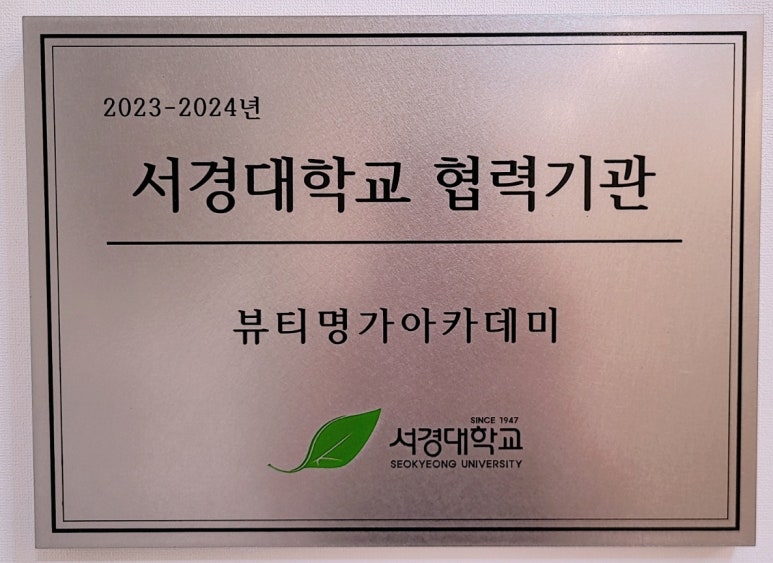 2023-2024년
서경대학교 협력기관
뷰티명가아카데미
SINCE 1947
서경대학교
SEOKYEONG UNIVERSITY